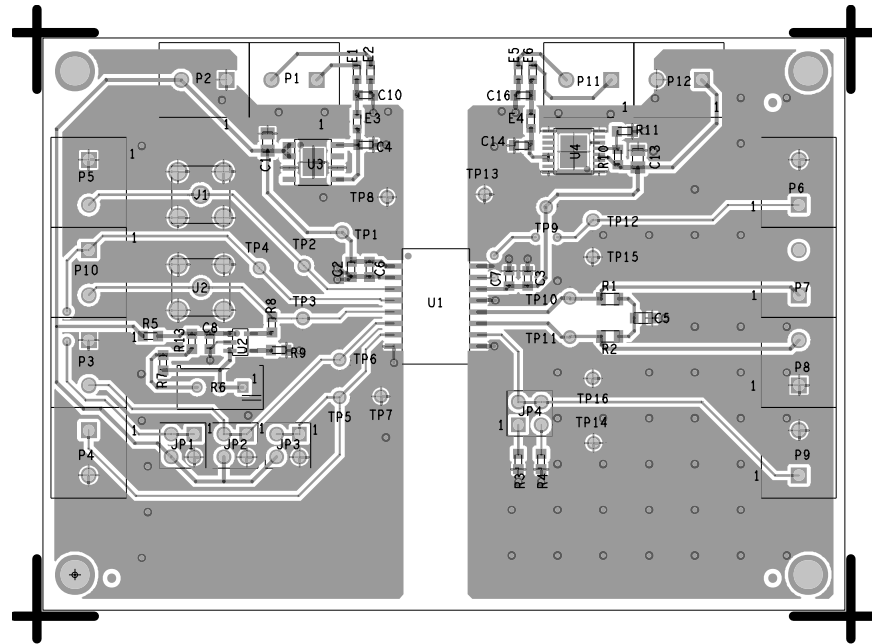 P2
P1
E1
E2
C10
E3
C4
1
1
C1
U3
P5
J1
TP8
TP1
TP2
TP4
1
P10
C2
C6
U1
J2
TP3
R8
R5
R13
C8
U2
R9
1
P3
R7
R6
1
TP6
TP5
TP7
P4
1
JP1
1
JP2
1
JP3
1
E5
E6
P11
P12
C16
E4
C14
1
1
R11
U4
R10
C13
TP13
P6
TP9
TP12
1
TP15
C7
C3
TP10
R1
P7
1
C5
TP11
R2
1
P8
TP16
JP4
1
TP14
R3
R4
1
P9